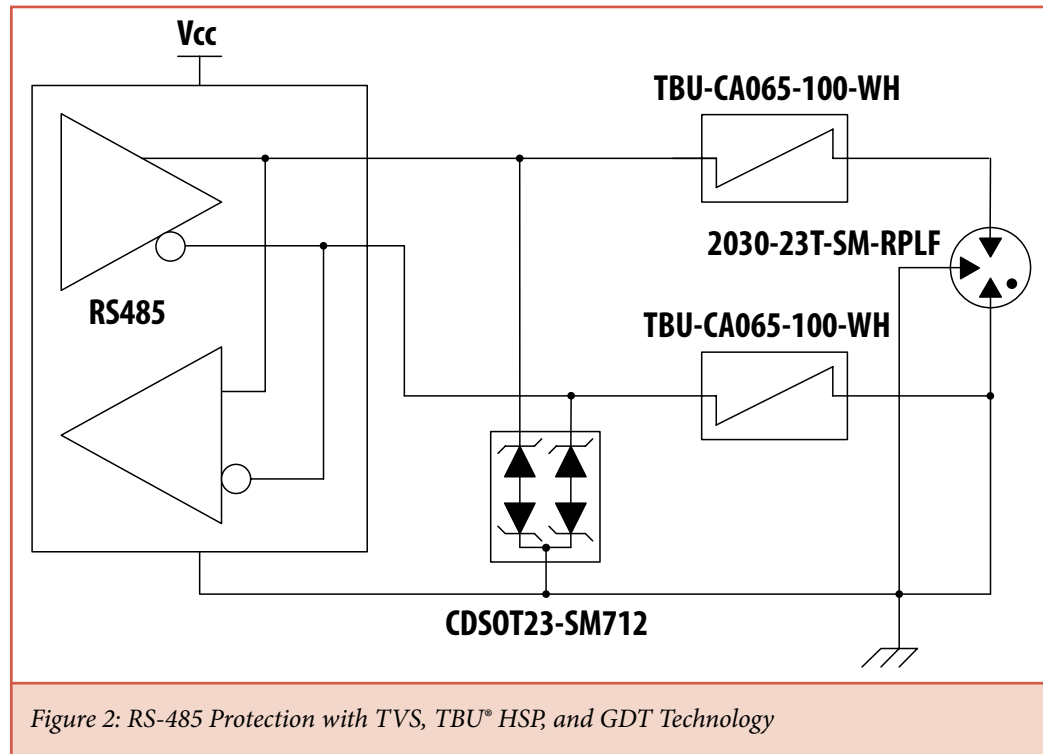 Vcc
TBU-CA065-100-WH
2030-23T-SM-RPLF
RS485
TBU-CA065-100-WH
CDSOT23-SM712
Figure 2: RS-485 Protection with TVS, TBU® HSP, and GDT Technology